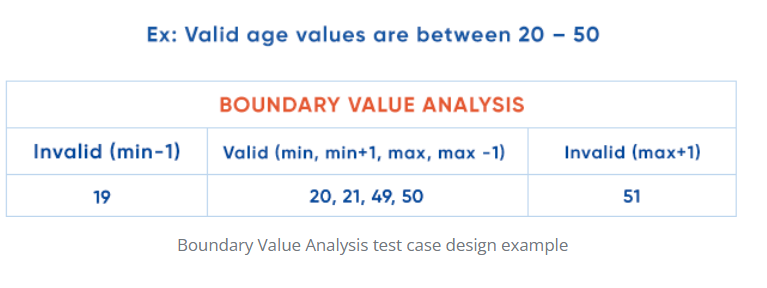 Ex: Valid age values are between 20 – 50
BOUNDARY VALUE ANALYSIS
Invalid (min-1)
Valid (min, min+1, max, max -1)
Invalid (max+1)
19
20, 21, 49, 50
51
Boundary Value Analysis test case design example